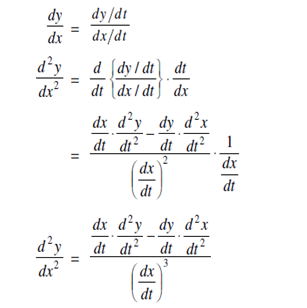 dy/dx = (dy/dt)/(dx/dt)
d²y/dx² = d/dt {(dy / dt)/(dx / dt)} · dt/dx
= (dx/dt · d²y/dt² − dy/dt · d²x/dt²)/(dx/dt)² · 1/(dx/dt)
d²y/dx² = (dx/dt · d²y/dt² − dy/dt · d²x/dt²)/(dx/dt)³